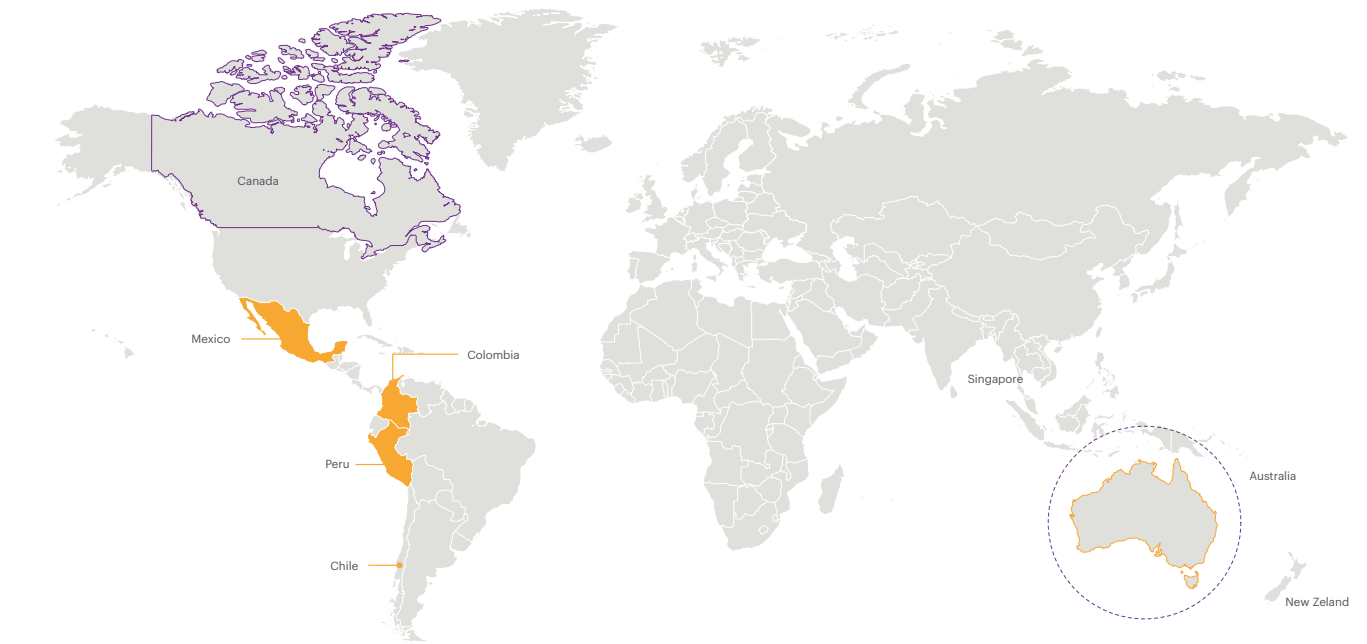 Canada
Mexico
Colombia
Singapore
Peru
Australia
Chile
New Zeland